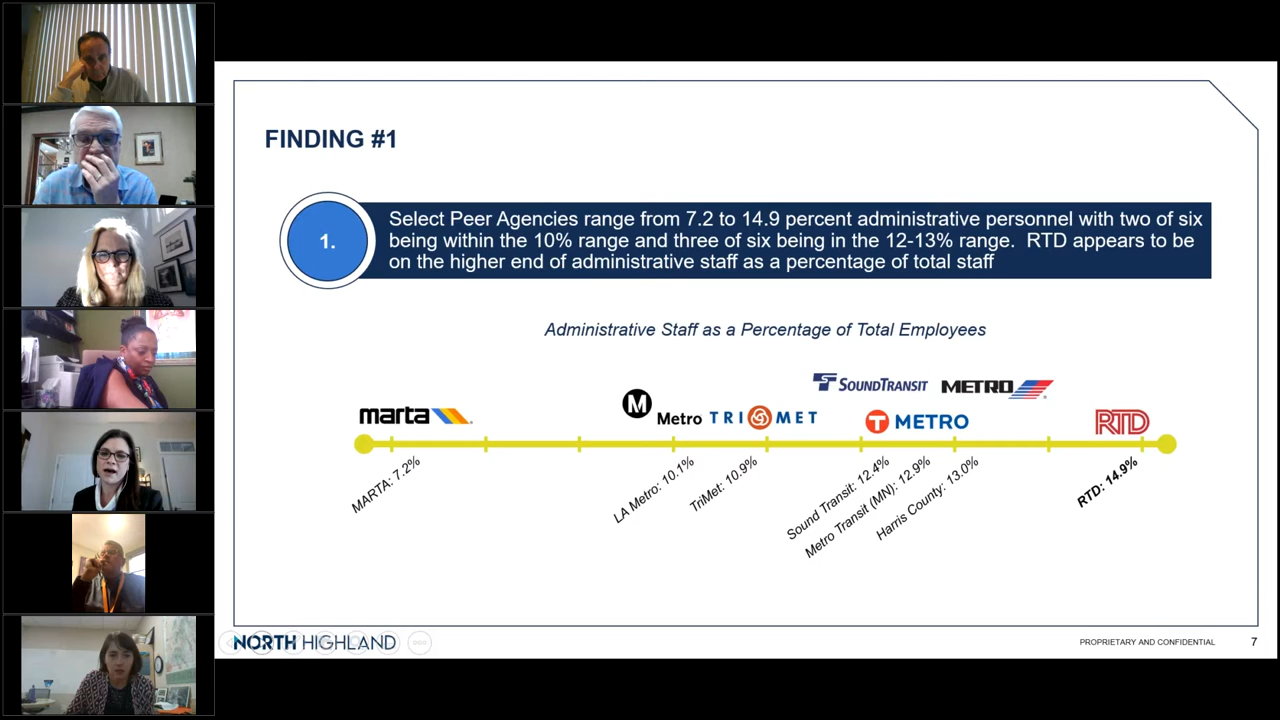 FINDING #1
1.
Select Peer Agencies range from 7.2 to 14.9 percent administrative personnel with two of six
being within the 10% range and three of six being in the 12-13% range. RTD appears to be
on the higher end of administrative staff as a percentage of total staff
Administrative Staff as a Percentage of Total Employees
SOUNDTRANSIT
METRO
marta
M Metro
TRIMET
T METRO
RTD
MARTA: 7.2%
LA Metro: 10.1%
TriMet: 10.9%
Sound Transit: 12.4%
Metro Transit (MN): 12.9%
Harris County: 13.0%
RTD: 14.9%
NORTH HIGHLAND
PROPRIETARY AND CONFIDENTIAL
7